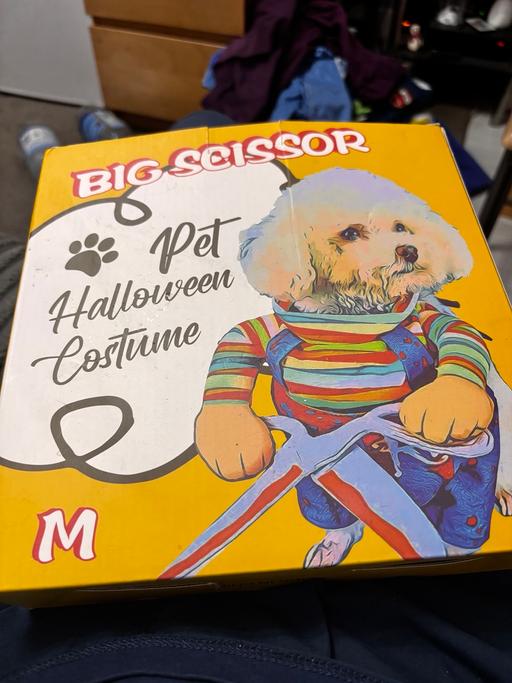 BIG SCISSOR
Pet
Halloween
Costume
M